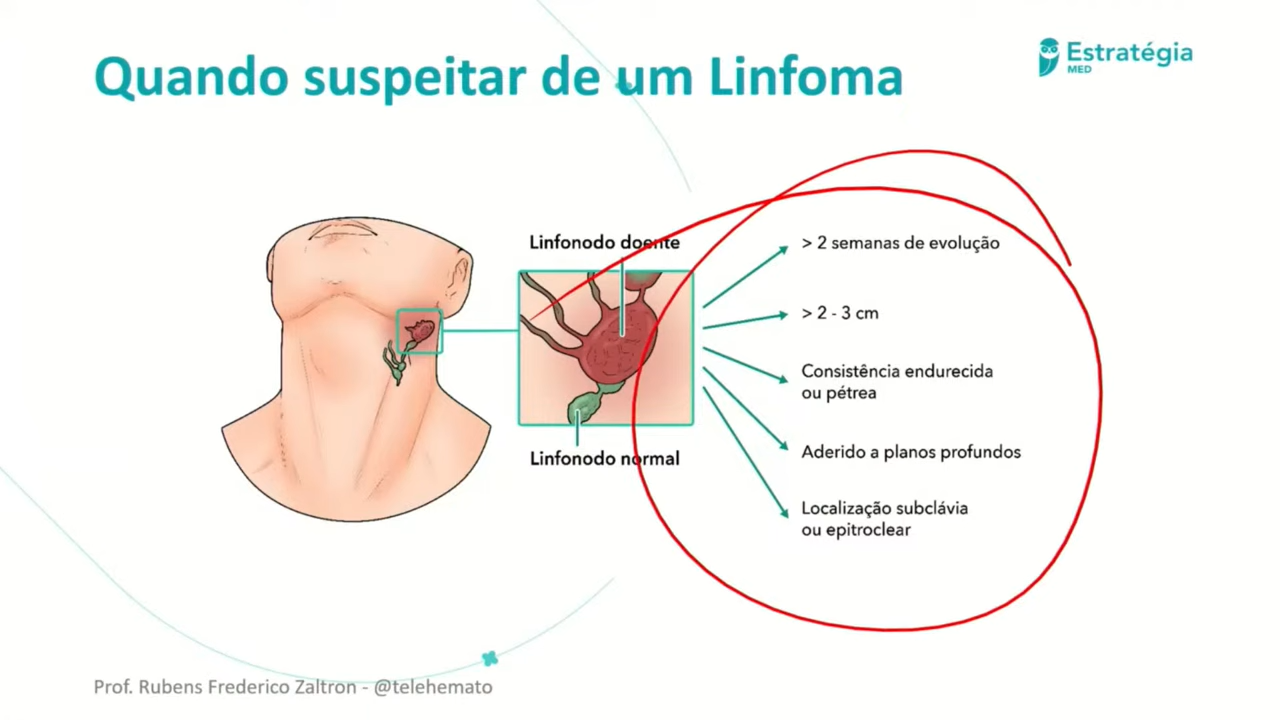 Quando suspeitar de um Linfoma
Estratégia
MED
Linfonodo doente
Linfonodo normal
> 2 semanas de evolução
> 2 - 3 cm
Consistência endurecida
ou pétrea
Aderido a planos profundos
Localização subclávia
ou epitroclear
Prof. Rubens Frederico Zaltron - @telehemato